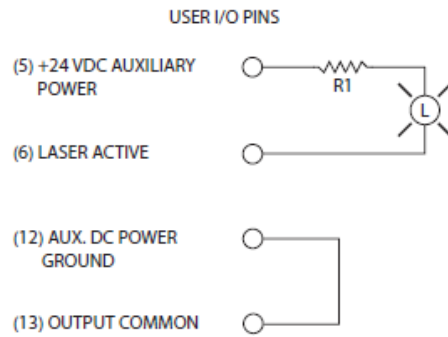 USER I/O PINS
(5) +24 VDC AUXILIARY
POWER
R1
L
(6) LASER ACTIVE
(12) AUX. DC POWER
GROUND
(13) OUTPUT COMMON